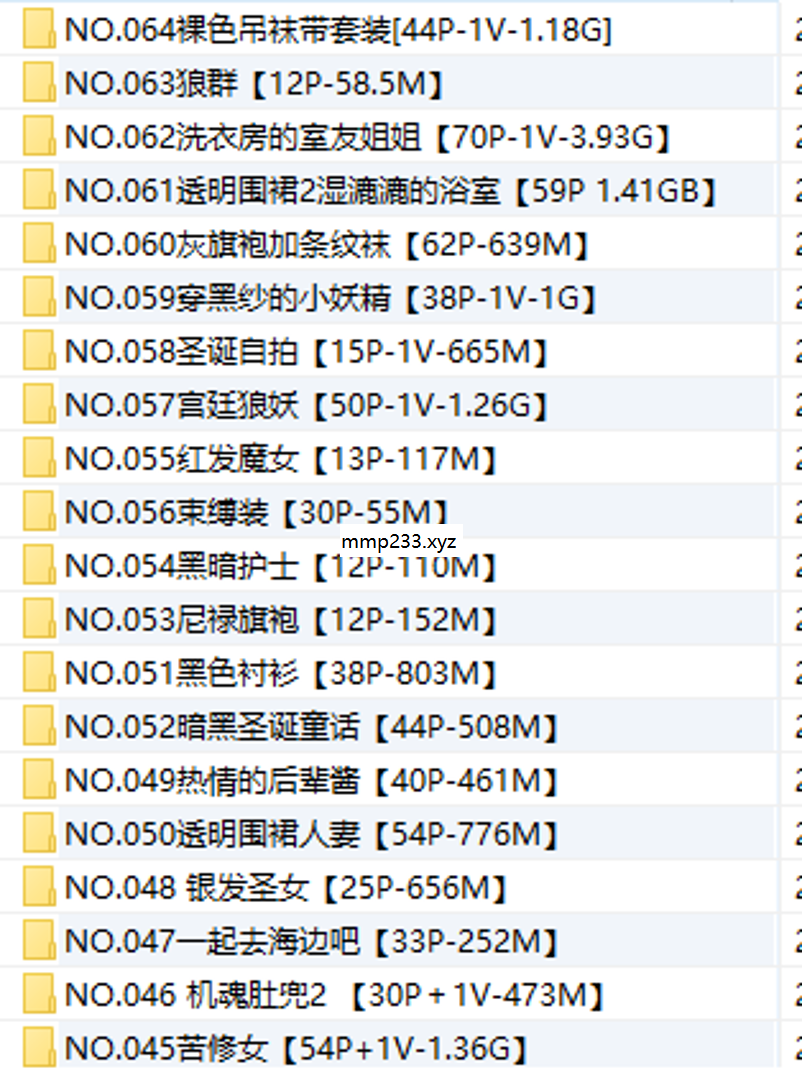 NO.064裸色吊袜带套装[44P-1V-1.18G]
NO.063狼群【12P-58.5M】
NO.062洗衣房的室友姐姐【70P-1V-3.93G】
NO.061透明围裙2湿漉漉的浴室【59P 1.41GB】
NO.060灰旗袍加条纹袜【62P-639M】
NO.059穿黑纱的小妖精【38P-1V-1G】
NO.058圣诞自拍【15P-1V-665M】
NO.057宫廷狼妖【50P-1V-1.26G】
NO.055红发魔女【13P-117M】
NO.056束缚装【30P-55M】
mmp233.xyz
NO.054黑暗护士【12P-110M】
NO.053尼禄旗袍【12P-152M】
NO.051黑色衬衫【38P-803M】
NO.052暗黑圣诞童话【44P-508M】
NO.049热情的后辈酱【40P-461M】
NO.050透明围裙人妻【54P-776M】
NO.048 银发圣女【25P-656M】
NO.047一起去海边吧【33P-252M】
NO.046 机魂肚兜2 【30P+1V-473M】
NO.045苦修女【54P+1V-1.36G】